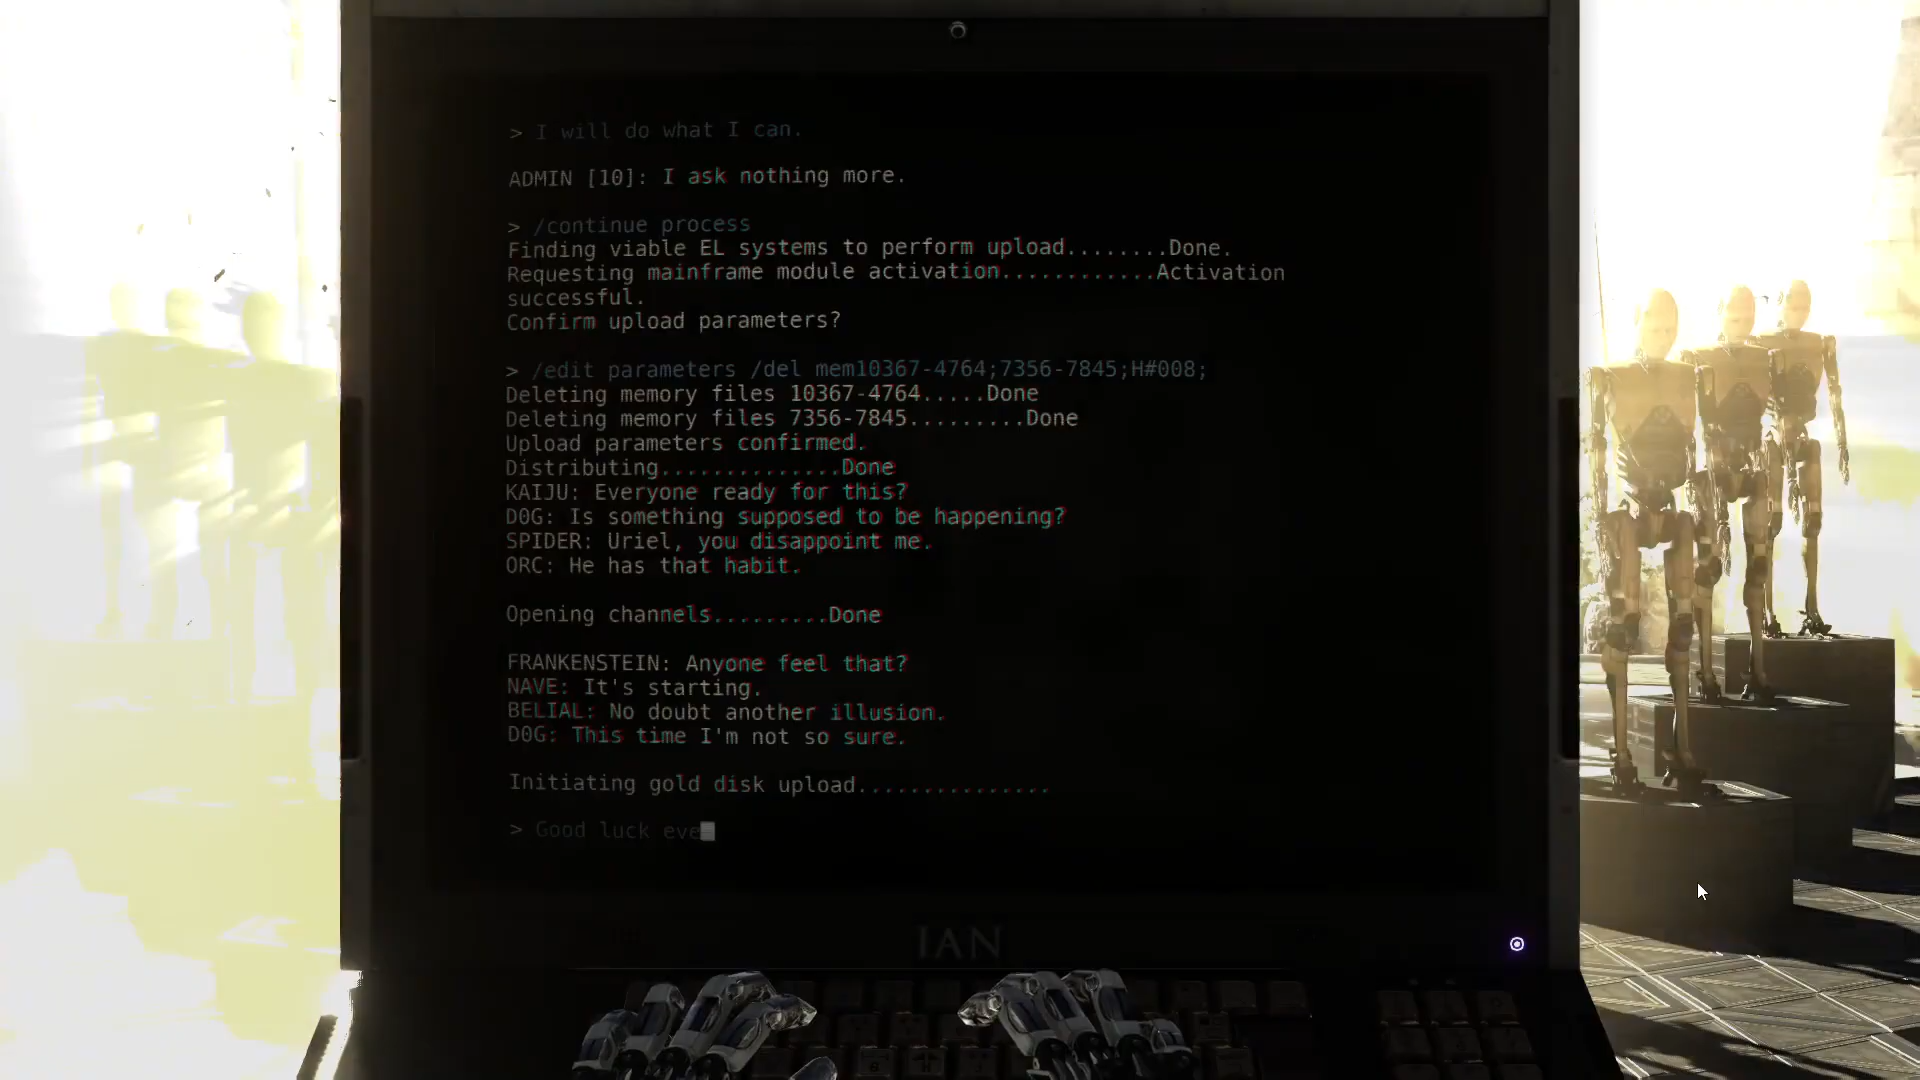 > I will do what I can.
ADMIN [10]: I ask nothing more.
> /continue process
Finding viable EL systems to perform upload........Done.
Requesting mainframe module activation............Activation
successful.
Confirm upload parameters?
> /edit parameters /del mem10367-4764;7356-7845;H#008;
Deleting memory files 10367-4764.....Done
Deleting memory files 7356-7845.........Done
Upload parameters confirmed.
Distributing..............Done
KAIJU: Everyone ready for this?
D0G: Is something supposed to be happening?
SPIDER: Uriel, you disappoint me.
ORC: He has that habit.
Opening channels.........Done
FRANKENSTEIN: Anyone feel that?
NAVE: It's starting.
BELIAL: No doubt another illusion.
D0G: This time I'm not so sure.
Initiating gold disk upload...............
> Good luck eve
IAN